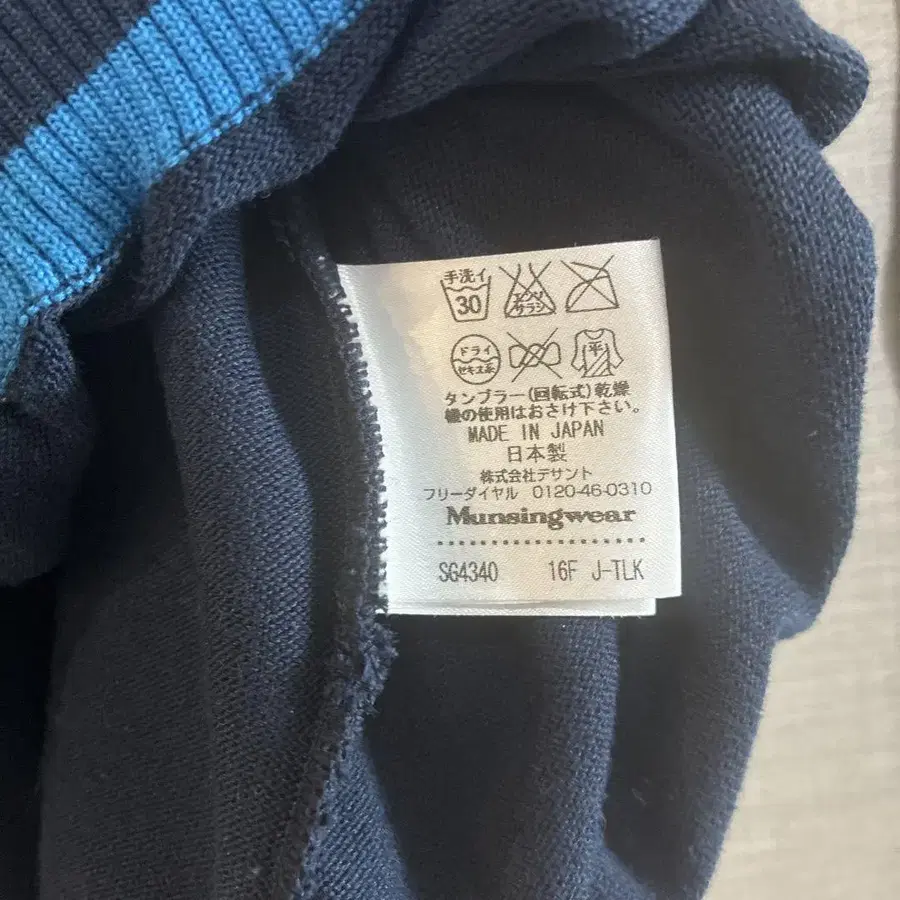 手洗イ
30
エンソ
サラシ
ドライ
セキユ系
平
タンブラー(回転式)乾燥
機の使用はおさけ下さい。
MADE IN JAPAN
日本製
株式会社デサント
フリーダイヤル 0120-46-0310
Munsingwear
SG4340 16F J-TLK